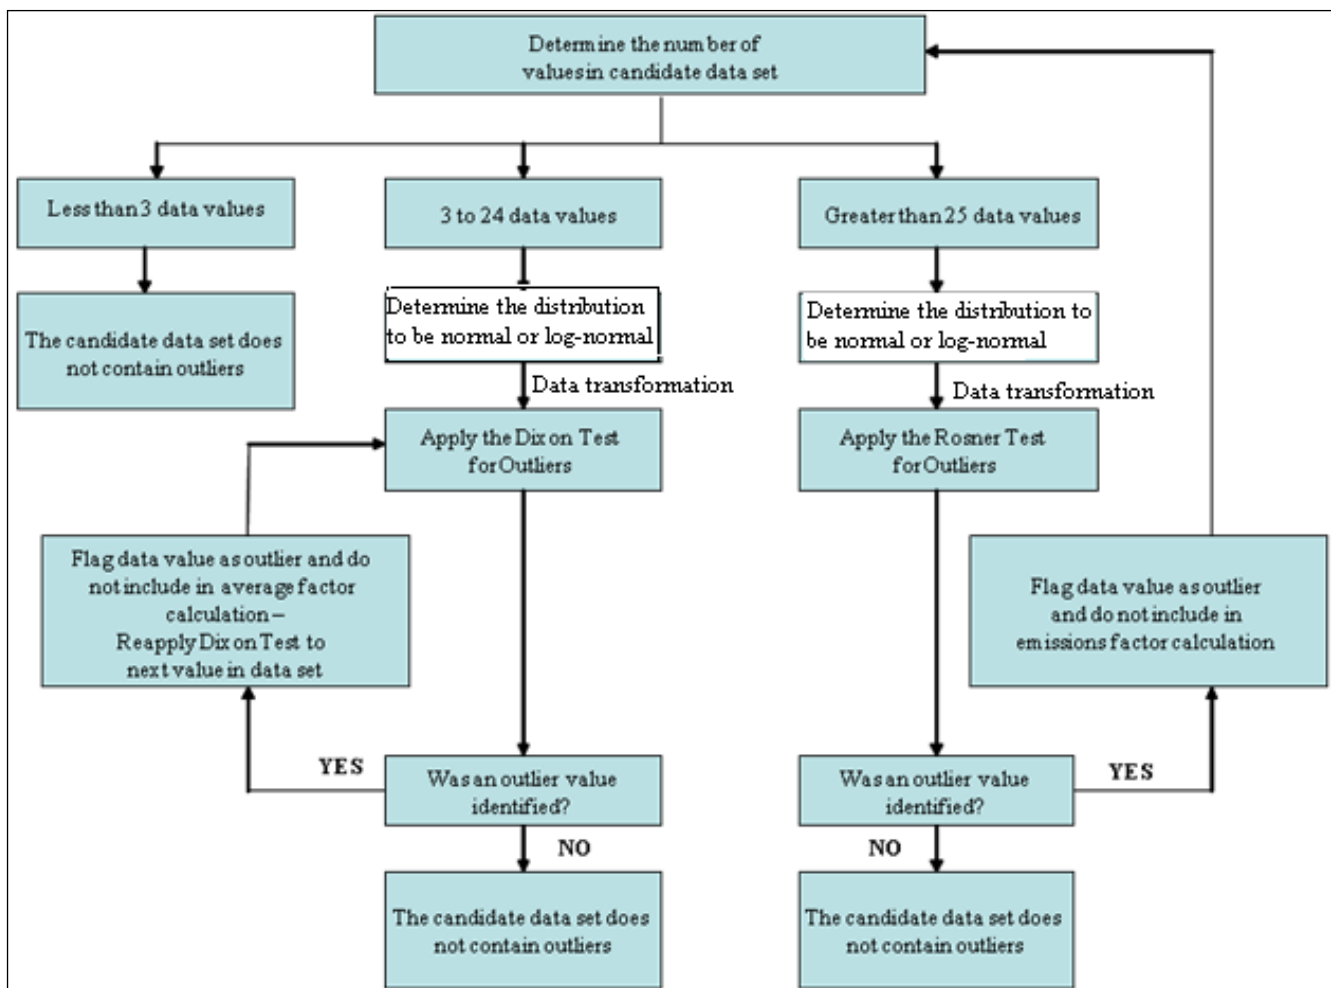 Determine the number of
values in candidate data set
Less than 3 data values
3 to 24 data values
Greater than 25 data values
The candidate data set does
not contain outliers
Determine the distribution
to be normal or log-normal
Determine the distribution to
be normal or log-normal
Data transformation
Data transformation
Apply the Dixon Test
for Outliers
Apply the Rosner Test
for Outliers
Flag data value as outlier and do
not include in average factor
calculation –
Reapply Dixon Test to
next value in data set
Flag data value as outlier
and do not include in
emissions factor calculation
YES
Was an outlier value
identified?
Was an outlier value
identified?
YES
NO
NO
The candidate data set does
not contain outliers
The candidate data set does
not contain outliers